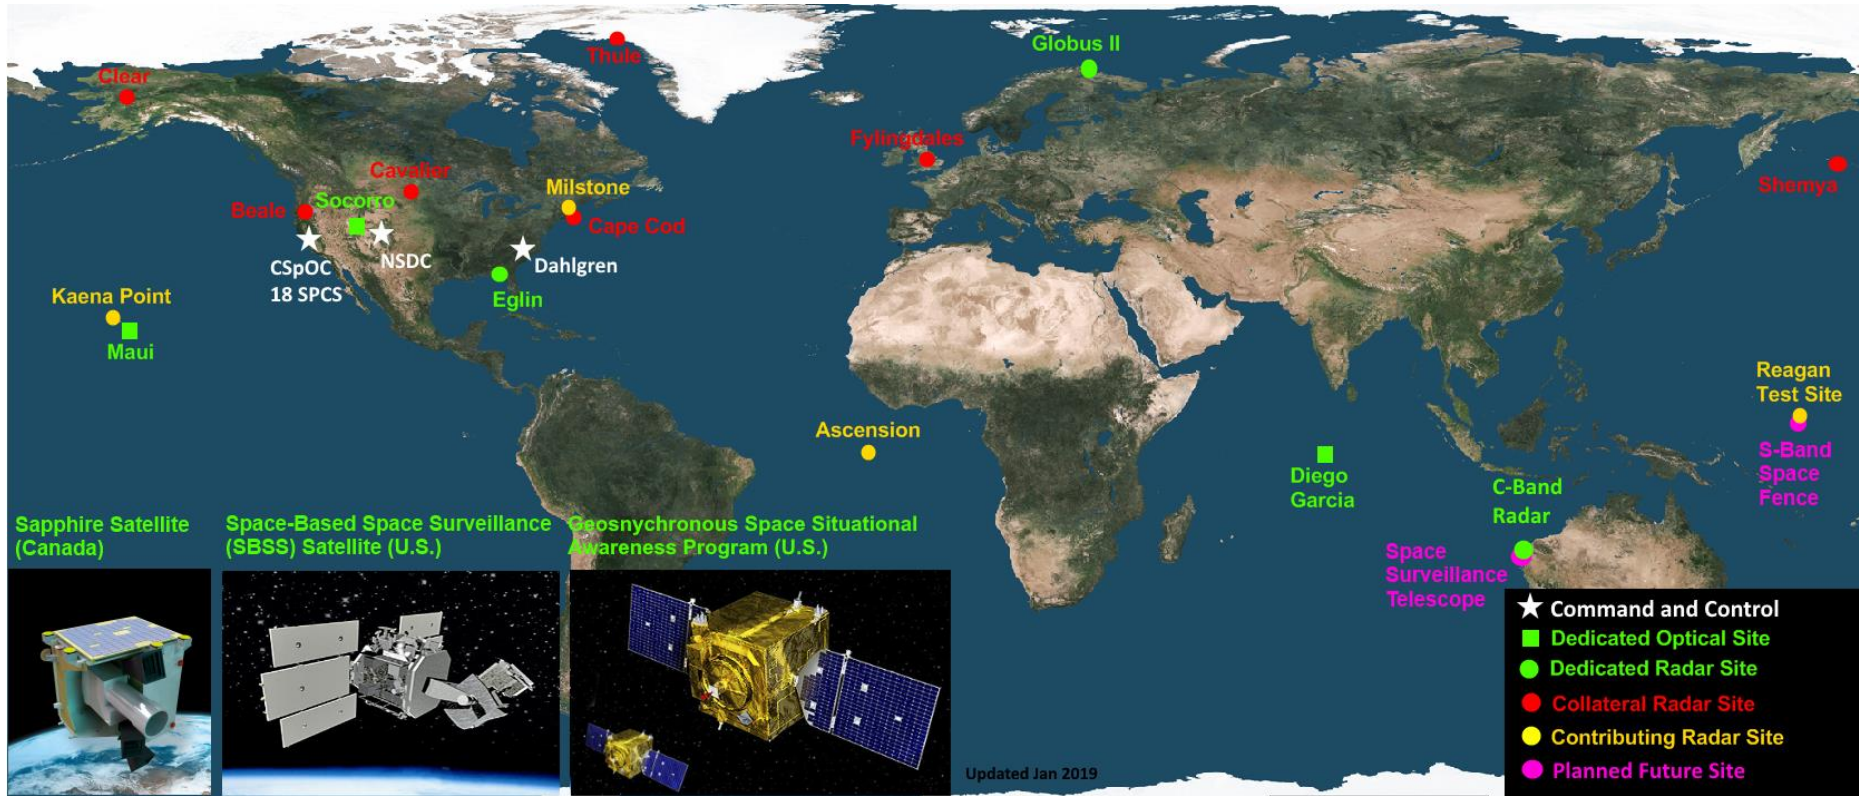 Globus II
Thule
Clear
Fylingdales
Cavalier
Milstone
Socorro
Beale
Cape Cod
Shemya
NSDC
Dahlgren
CSpOC
18 SPCS
Eglin
Kaena Point
Maui
Reagan
Test Site
Ascension
S-Band
Space
Fence
Diego
Garcia
C-Band
Radar
Space
Surveillance
Telescope
Sapphire Satellite
(Canada)
Space-Based Space Surveillance
(SBSS) Satellite (U.S.)
Geosnychronous Space Situational
Awareness Program (U.S.)
Updated Jan 2019
Command and Control
Dedicated Optical Site
Dedicated Radar Site
Collateral Radar Site
Contributing Radar Site
Planned Future Site